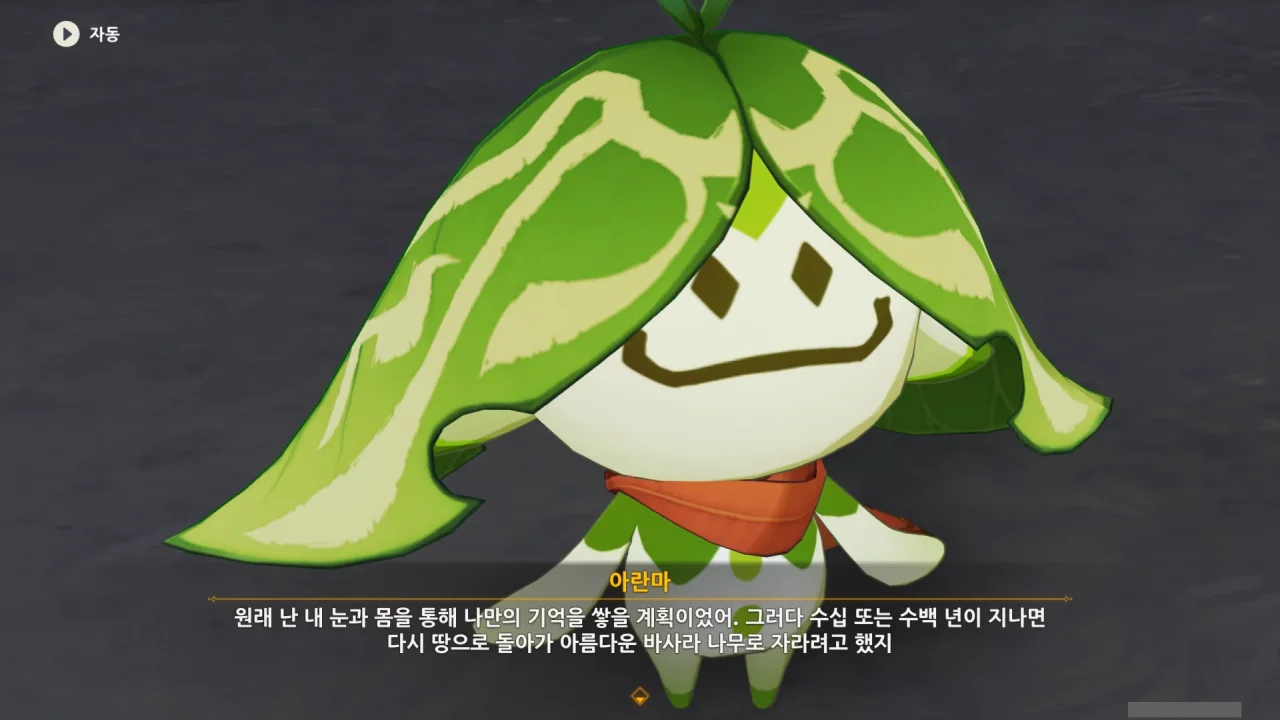 자동
아란마
원래 난 내 눈과 몸을 통해 나만의 기억을 쌓을 계획이었어. 그러다 수십 또는 수백 년이 지나면
다시 땅으로 돌아가 아름다운 바사라 나무로 자라려고 했지